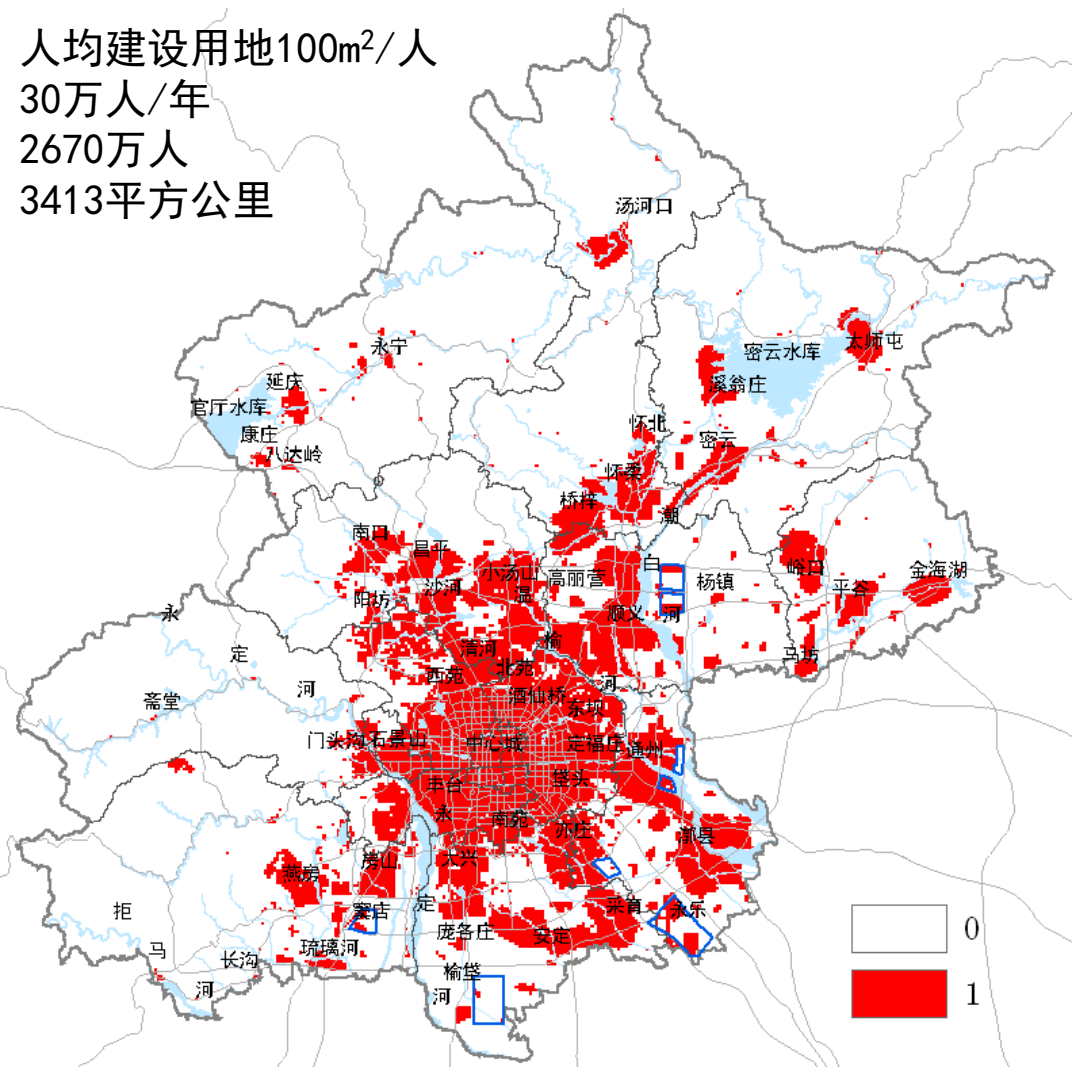 人均建设用地100m²/人
30万人/年
2670万人
3413平方公里
汤河口
永宁
密云水库
太师屯
延庆
溪翁庄
官厅水库
康庄
怀北
密云
八达岭
怀柔
桥梓
潮
南口
昌平
小汤山
高丽营
白
杨镇
峪口
金海湖
沙河
平谷
阳坊
温
顺义
河
永
榆
定
清河
马坊
北苑
西苑
河
河
斋堂
酒仙桥
东坝
门头沟
石景山
中心城
定福庄
通州
丰台
垡头
永
南苑
亦庄
漷县
房山
大兴
燕房
窦店
定
采育
永乐
拒
庞各庄
安定
马
琉璃河
长沟
榆垡
河
河
0
1